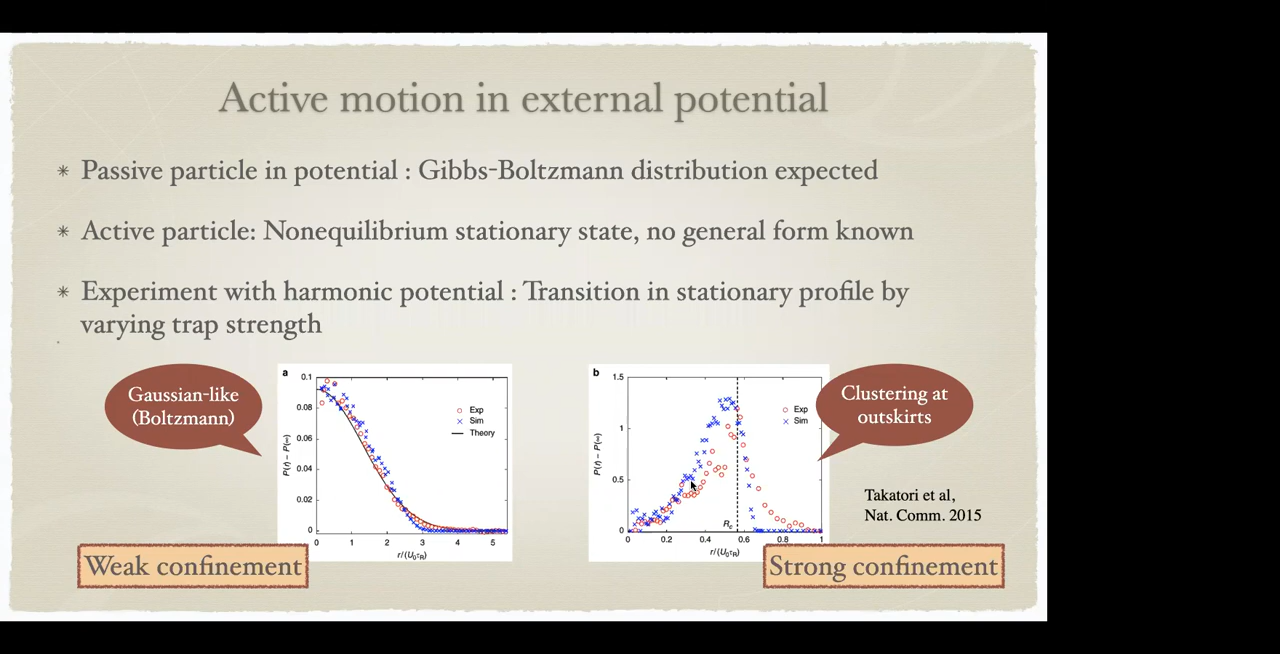 Active motion in external potential
Passive particle in potential : Gibbs-Boltzmann distribution expected
Active particle: Nonequilibrium stationary state, no general form known
Experiment with harmonic potential : Transition in stationary profile by
varying trap strength
Gaussian-like
(Boltzmann)
a
0.1
0.08
0.06
0.04
0.02
0
P(r) − P(∞)
Exp
Sim
Theory
0 1 2 3 4 5
r/(U₀τR)
Weak confinement
b
1.5
1
0.5
0
P(r) − P(∞)
Exp
Sim
Rc
0 0.2 0.4 0.6 0.8 1
r/(U₀τR)
Clustering at
outskirts
Takatori et al,
Nat. Comm. 2015
Strong confinement